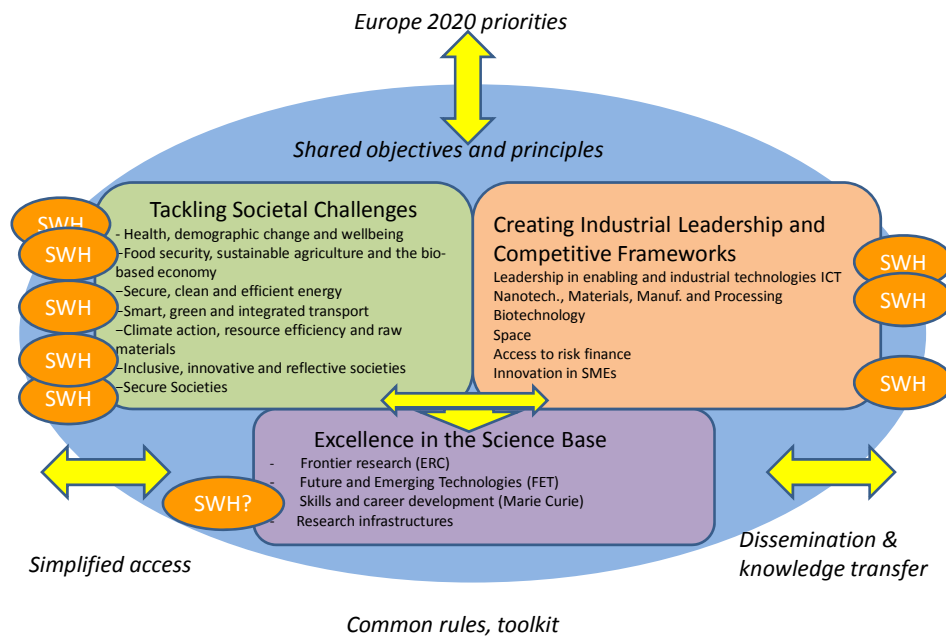 Europe 2020 priorities
Shared objectives and principles
Tackling Societal Challenges
- Health, demographic change and wellbeing
–Food security, sustainable agriculture and the bio-
based economy
–Secure, clean and efficient energy
–Smart, green and integrated transport
–Climate action, resource efficiency and raw
materials
–Inclusive, innovative and reflective societies
–Secure Societies
SWH
SWH
SWH
SWH
SWH
Creating Industrial Leadership and
Competitive Frameworks
Leadership in enabling and industrial technologies ICT
Nanotech., Materials, Manuf. and Processing
Biotechnology
Space
Access to risk finance
Innovation in SMEs
SWH
SWH
SWH
Excellence in the Science Base
- Frontier research (ERC)
- Future and Emerging Technologies (FET)
- Skills and career development (Marie Curie)
- Research infrastructures
SWH?
Simplified access
Dissemination &
knowledge transfer
Common rules, toolkit